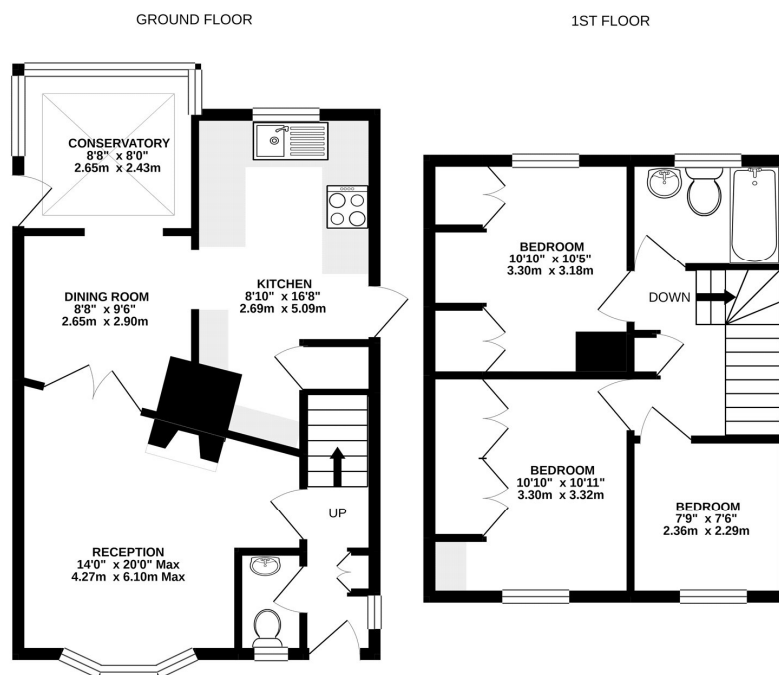 GROUND FLOOR
1ST FLOOR
CONSERVATORY
8'8" x 8'0"
2.65m x 2.43m
DINING ROOM
8'8" x 9'6"
2.65m x 2.90m
KITCHEN
8'10" x 16'8"
2.69m x 5.09m
UP
RECEPTION
14'0" x 20'0" Max
4.27m x 6.10m Max
BEDROOM
10'10" x 10'5"
3.30m x 3.18m
DOWN
BEDROOM
10'10" x 10'11"
3.30m x 3.32m
BEDROOM
7'9" x 7'6"
2.36m x 2.29m